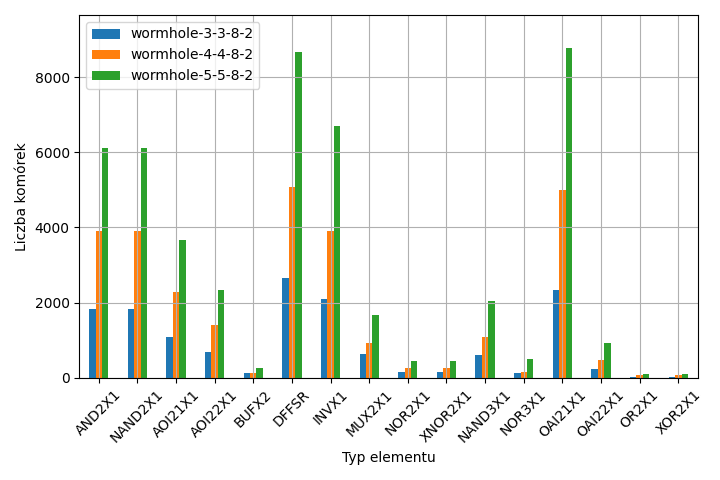 wormhole-3-3-8-2
wormhole-4-4-8-2
wormhole-5-5-8-2
8000
6000
4000
2000
0
Liczba komórek
AND2X1
NAND2X1
AOI21X1
AOI22X1
BUFX2
DFFSR
INVX1
MUX2X1
NOR2X1
XNOR2X1
NAND3X1
NOR3X1
OAI21X1
OAI22X1
OR2X1
XOR2X1
Typ elementu